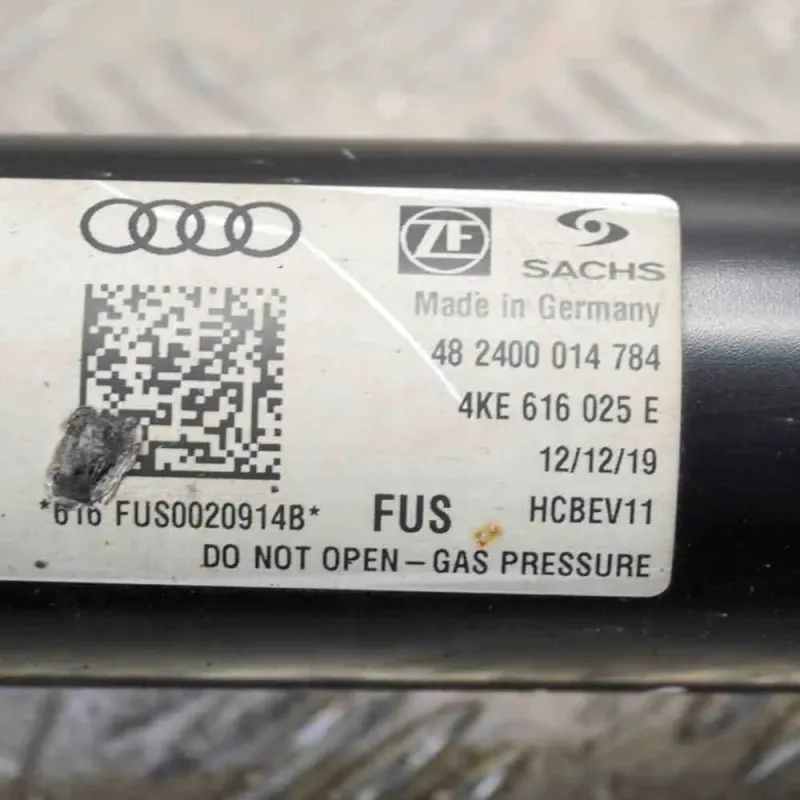 ZF
SACHS
Made in Germany
48 2400 014 784
4KE 616 025 E
12/12/19
*616 FUS0020914B* FUS HCBEV11
DO NOT OPEN – GAS PRESSURE